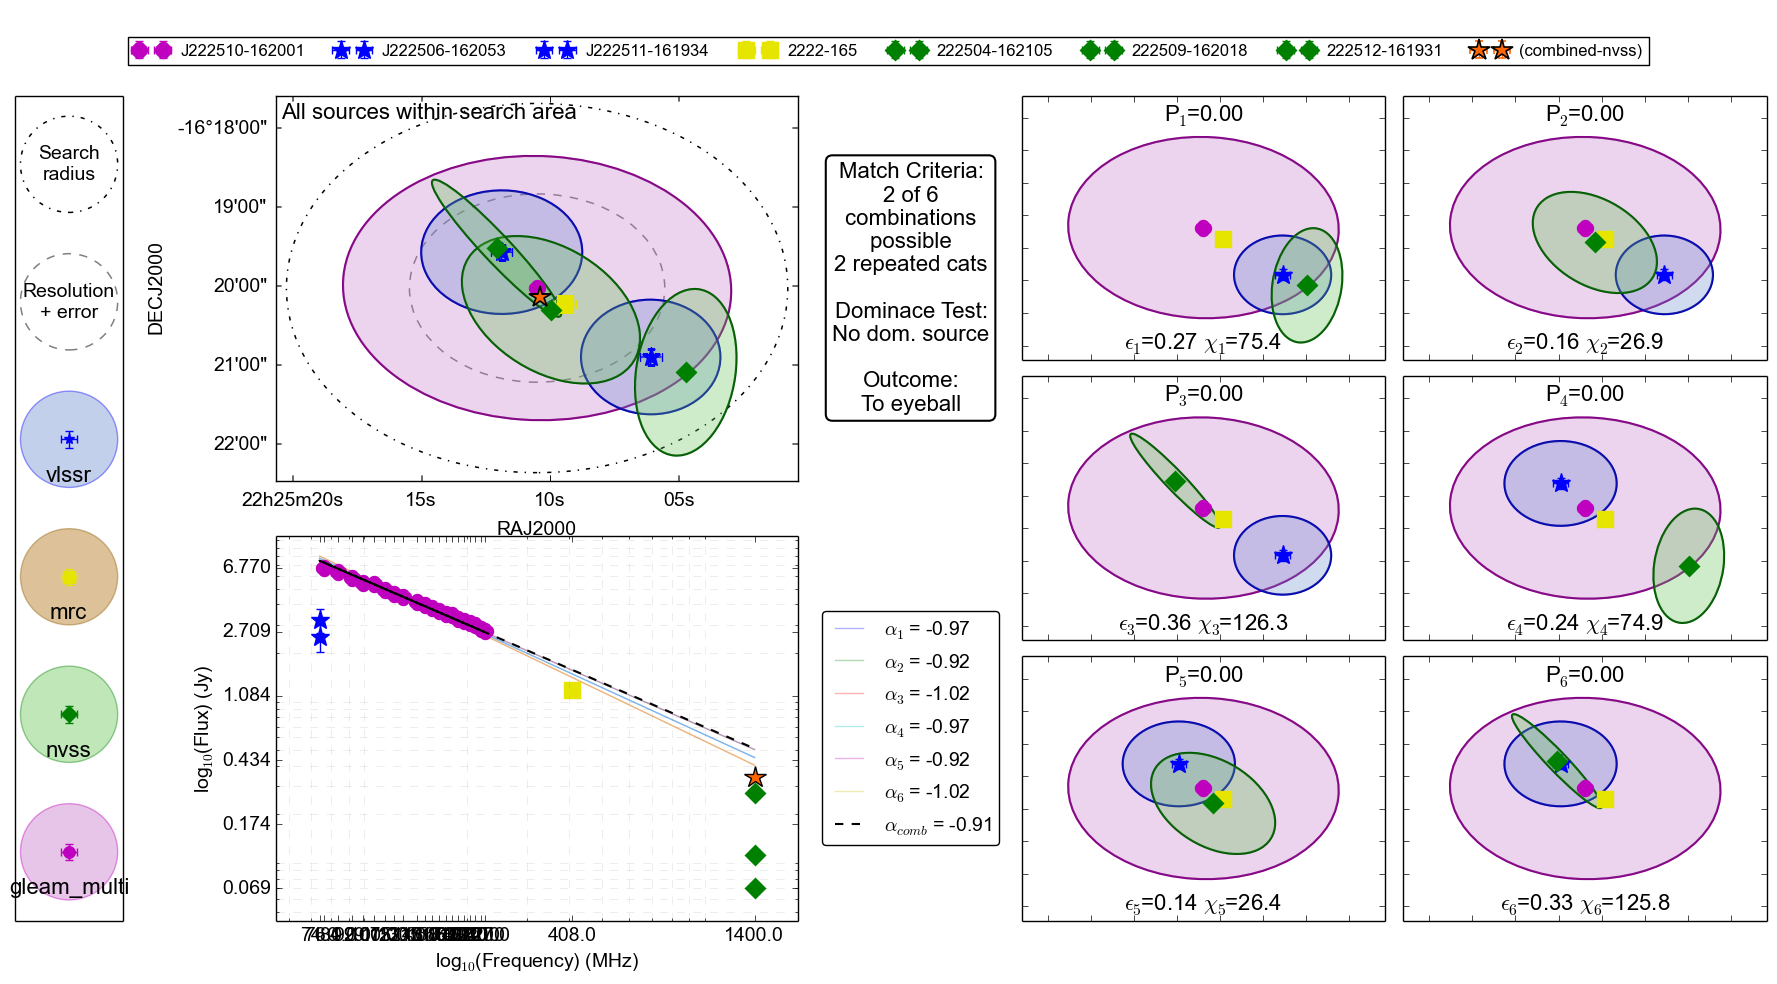 J222510-162001 J222506-162053 J222511-161934 2222-165 222504-162105 222509-162018 222512-161931 (combined-nvss)
Search
radius
Resolution
+ error
vlssr
mrc
nvss
gleam_multi
All sources within search area
DECJ2000
-16°18'00"
19'00"
20'00"
21'00"
22'00"
22h25m20s 15s 10s 05s
RAJ2000
log10(Flux) (Jy)
6.770
2.709
1.084
0.434
0.174
0.069
408.0 1400.0
log10(Frequency) (MHz)
Match Criteria:
2 of 6
combinations
possible
2 repeated cats
Dominace Test:
No dom. source
Outcome:
To eyeball
α1 = -0.97
α2 = -0.92
α3 = -1.02
α4 = -0.97
α5 = -0.92
α6 = -1.02
αcomb = -0.91
P1=0.00
ϵ1=0.27 χ1=75.4
P2=0.00
ϵ2=0.16 χ2=26.9
P3=0.00
ϵ3=0.36 χ3=126.3
P4=0.00
ϵ4=0.24 χ4=74.9
P5=0.00
ϵ5=0.14 χ5=26.4
P6=0.00
ϵ6=0.33 χ6=125.8